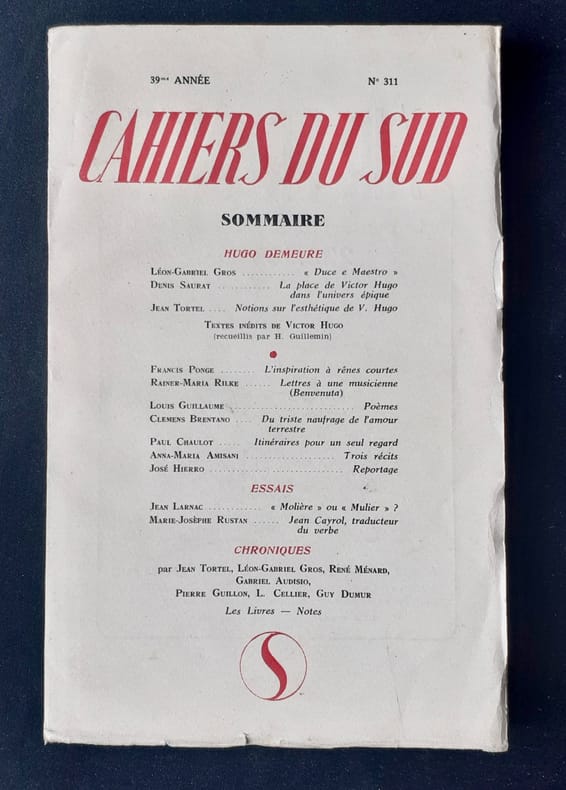 39me ANNÉE N° 311
CAHIERS DU SUD
SOMMAIRE
HUGO DEMEURE
LÉON-GABRIEL GROS ............ « Duce e Maestro »
DENIS SAURAT ............ La place de Victor Hugo
dans l'univers épique
JEAN TORTEL .... Notions sur l'esthétique de V. Hugo
TEXTES INÉDITS DE VICTOR HUGO
(recueillis par H. Guillemin)
FRANCIS PONGE ........ L'inspiration à rênes courtes
RAINER-MARIA RILKE ...... Lettres à une musicienne
(Benvenuta)
LOUIS GUILLAUME ............................ Poèmes
CLEMENS BRENTANO .... Du triste naufrage de l'amour
terrestre
PAUL CHAULOT ..... Itinéraires pour un seul regard
ANNA-MARIA AMISANI .................... Trois récits
JOSÉ HIERRO ............................ Reportage
ESSAIS
JEAN LARNAC ............ « Molière » ou « Mulier » ?
MARIE-JOSÈPHE RUSTAN ...... Jean Cayrol, traducteur
du verbe
CHRONIQUES
par JEAN TORTEL, LÉON-GABRIEL GROS, RENÉ MÉNARD,
GABRIEL AUDISIO,
PIERRE GUILLON, L. CELLIER, GUY DUMUR
Les Livres — Notes
S